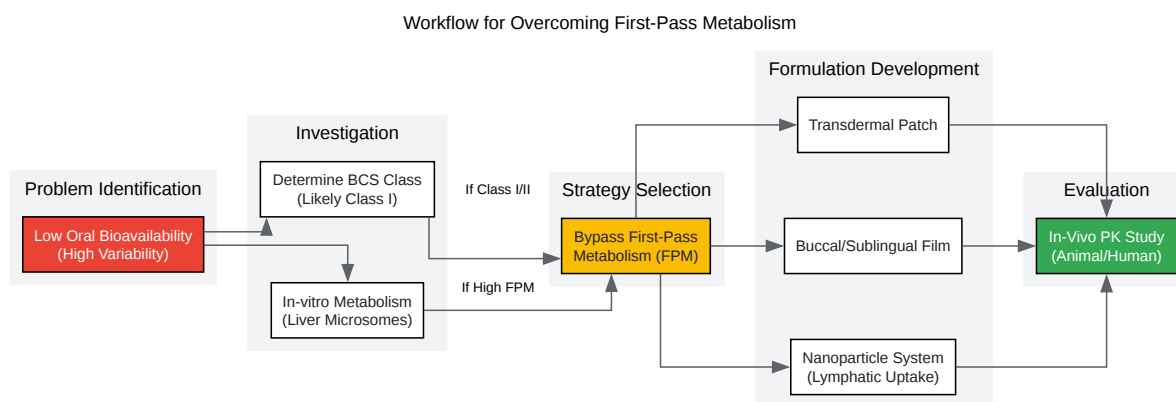 Workflow for Overcoming First-Pass Metabolism
Problem Identification
Low Oral Bioavailability
(High Variability)
Investigation
Determine BCS Class
(Likely Class I)
In-vitro Metabolism
(Liver Microsomes)
If Class I/II
If High FPM
Strategy Selection
Bypass First-Pass
Metabolism (FPM)
Formulation Development
Transdermal Patch
Buccal/Sublingual Film
Nanoparticle System
(Lymphatic Uptake)
Evaluation
In-Vivo PK Study
(Animal/Human)